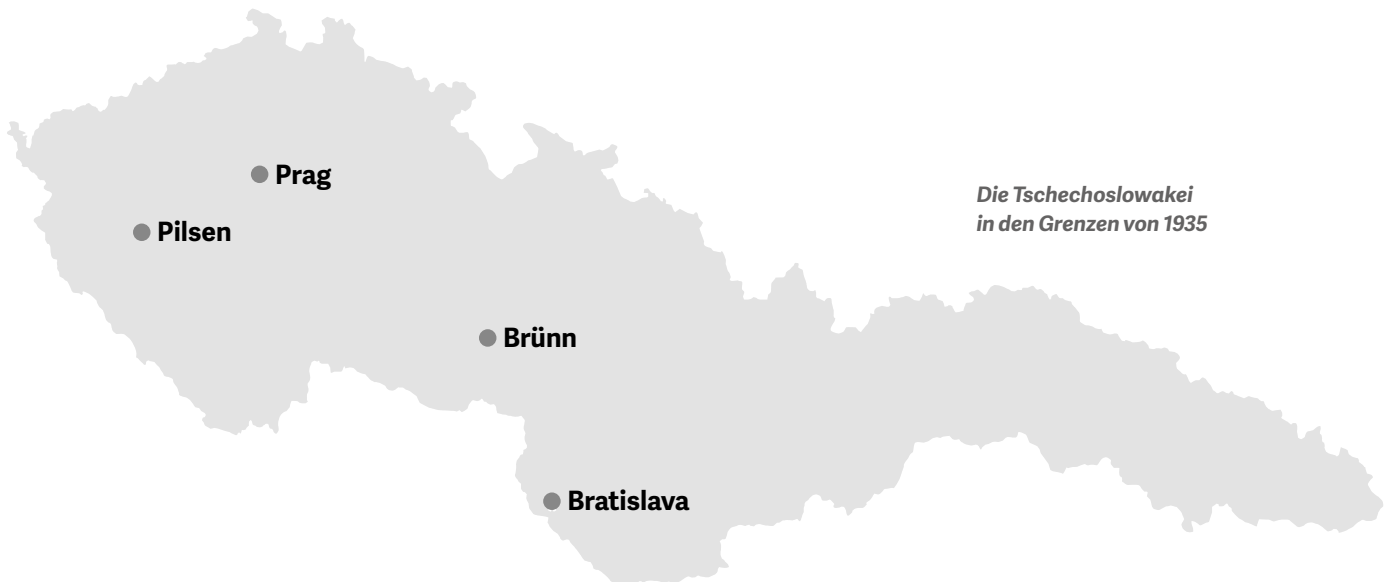 Prag
Die Tschechoslowakei
in den Grenzen von 1935
Pilsen
Brünn
Bratislava